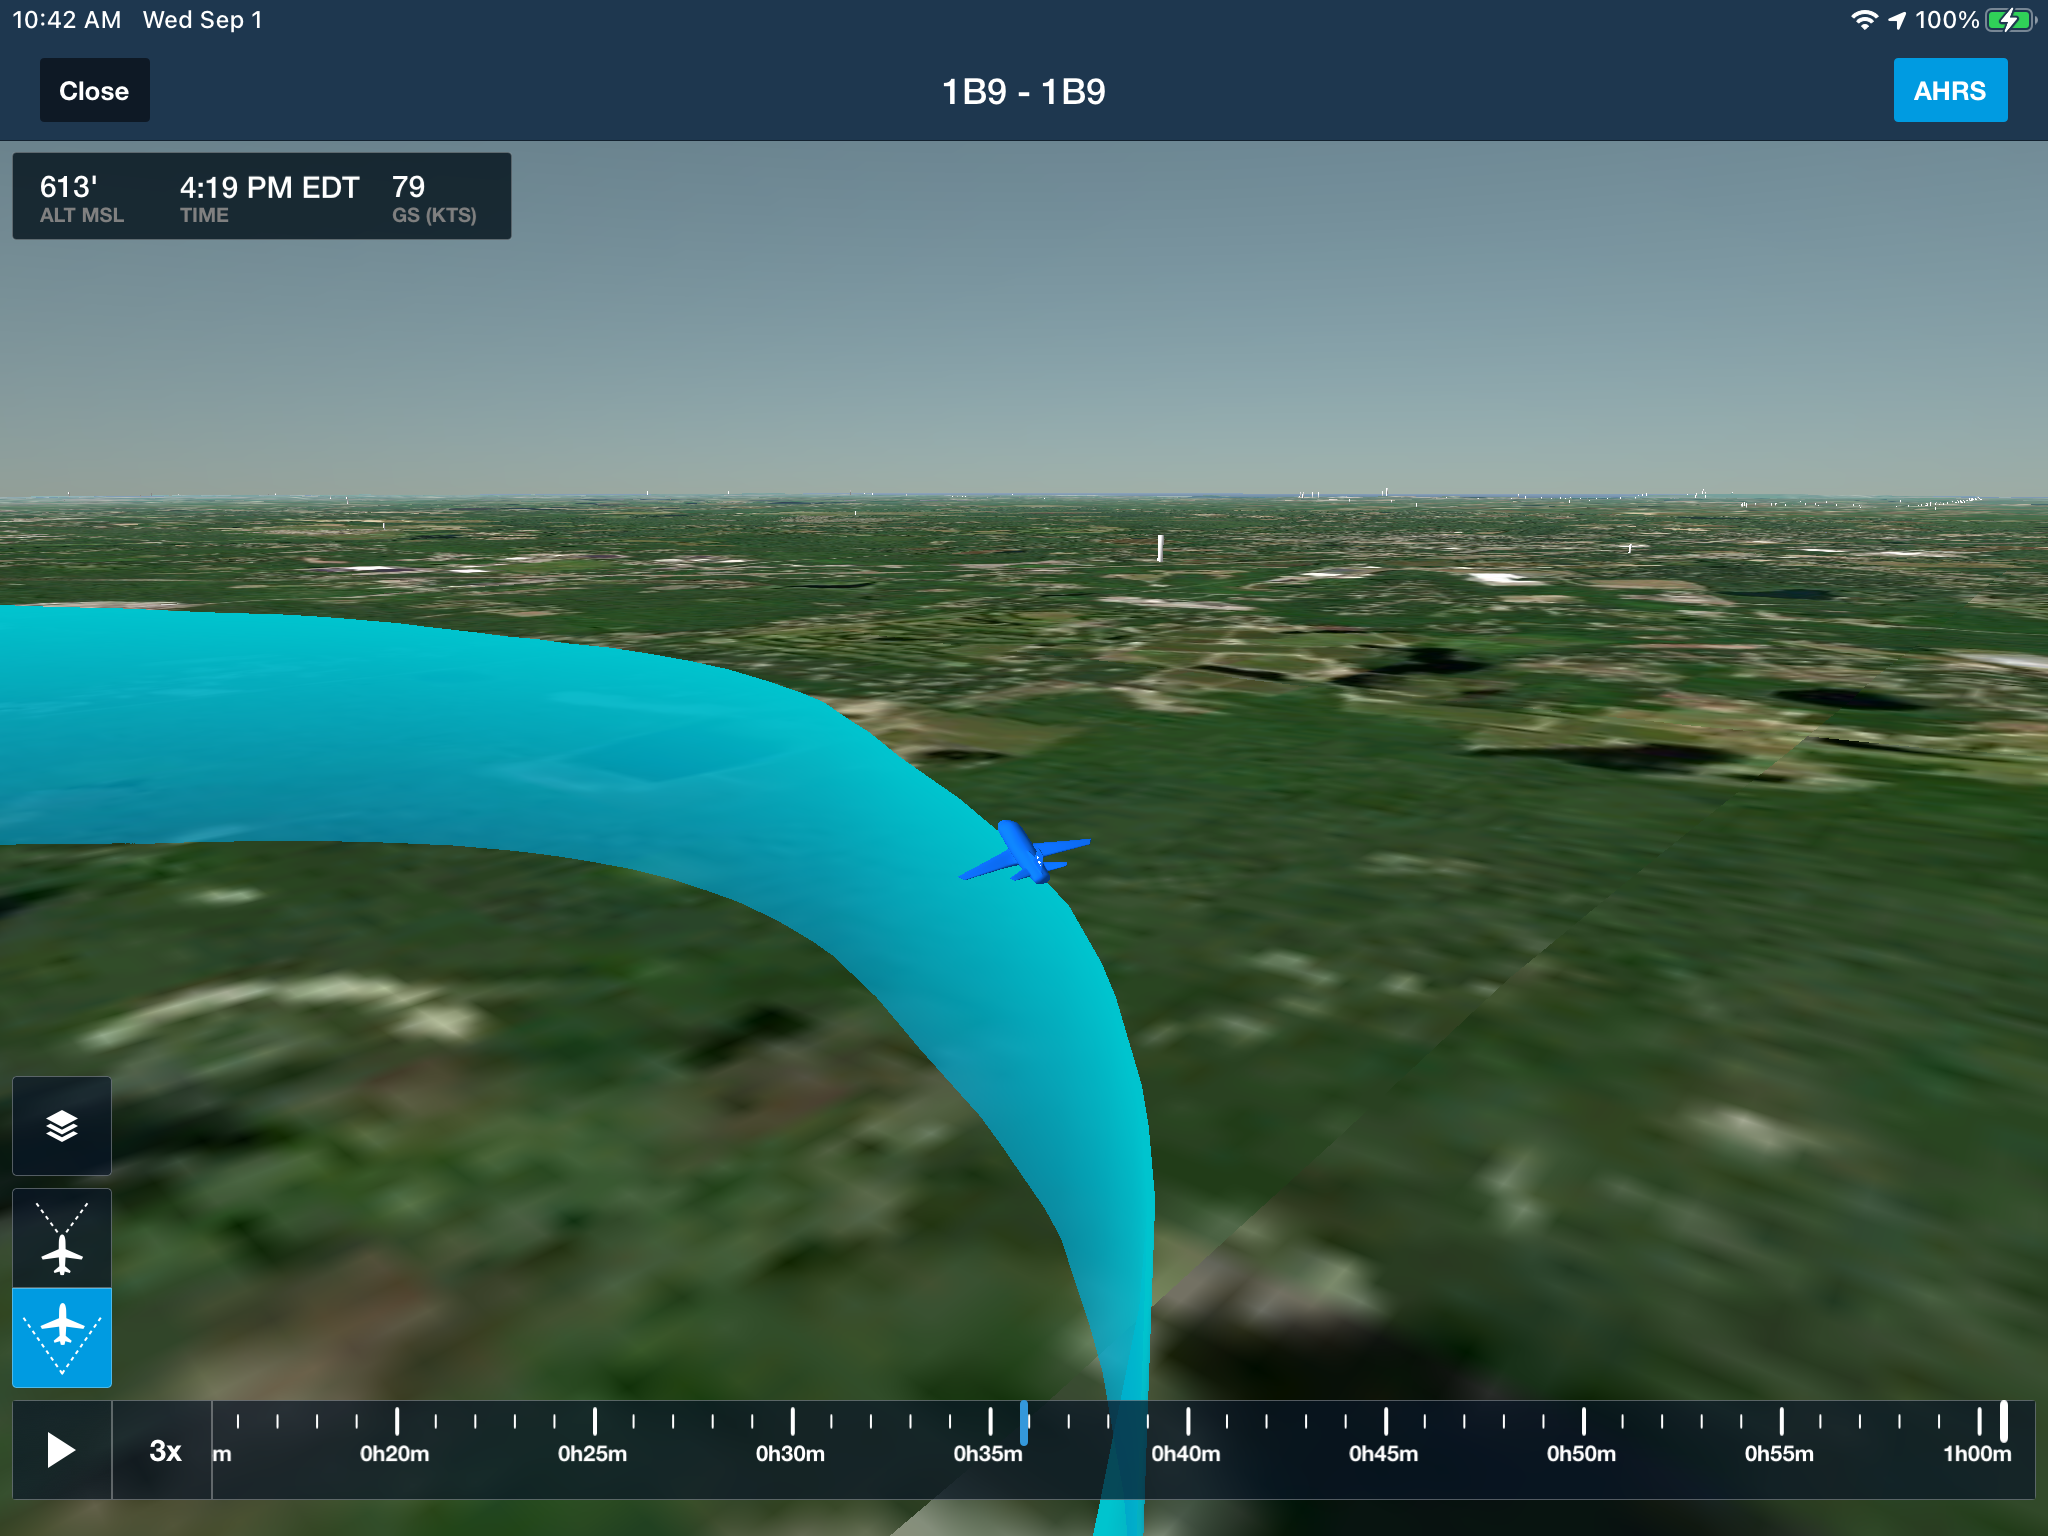 10:42 AM Wed Sep 1
100%
Close
1B9 - 1B9
AHRS
613' 4:19 PM EDT 79
ALT MSL TIME GS (KTS)
3x
m 0h20m 0h25m 0h30m 0h35m 0h40m 0h45m 0h50m 0h55m 1h00m